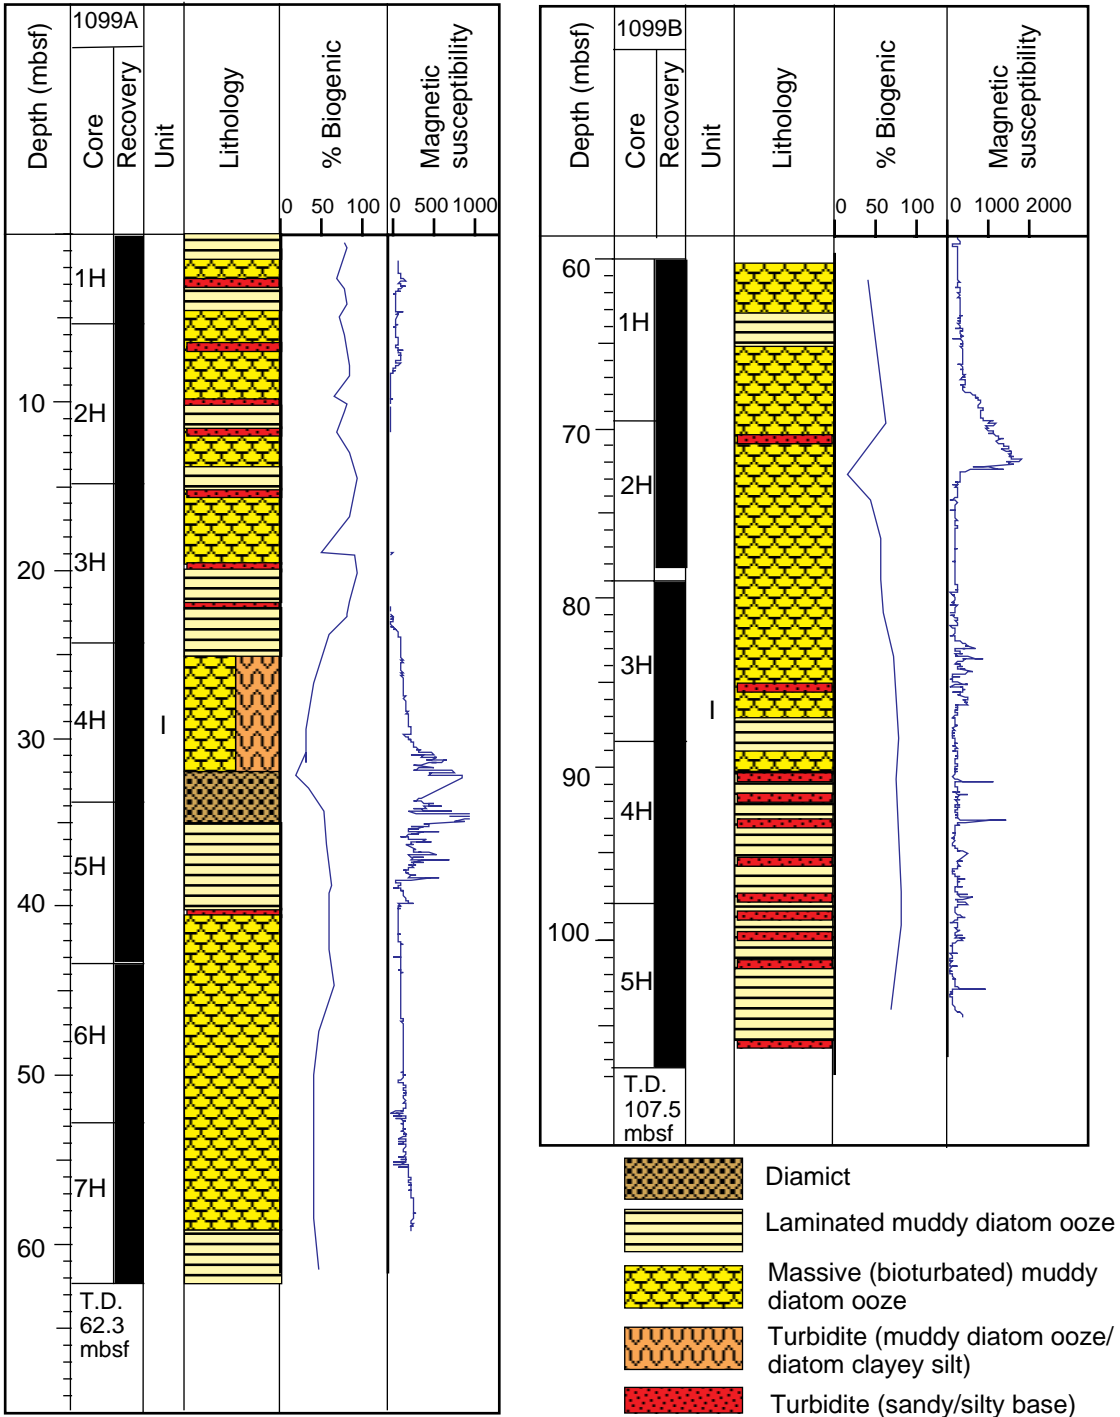 1099A
Depth (mbsf)
Core
Recovery
Unit
Lithology
% Biogenic
Magnetic
susceptibility
0 50 100
0 500 1000
1H
10
2H
3H
20
4H
30
I
5H
40
6H
50
7H
60
T.D.
62.3
mbsf
1099B
Depth (mbsf)
Core
Recovery
Unit
Lithology
% Biogenic
Magnetic
susceptibility
0 50 100
0 1000 2000
60
1H
70
2H
80
3H
I
90
4H
100
5H
T.D.
107.5
mbsf
Diamict
Laminated muddy diatom ooze
Massive (bioturbated) muddy
diatom ooze
Turbidite (muddy diatom ooze/
diatom clayey silt)
Turbidite (sandy/silty base)